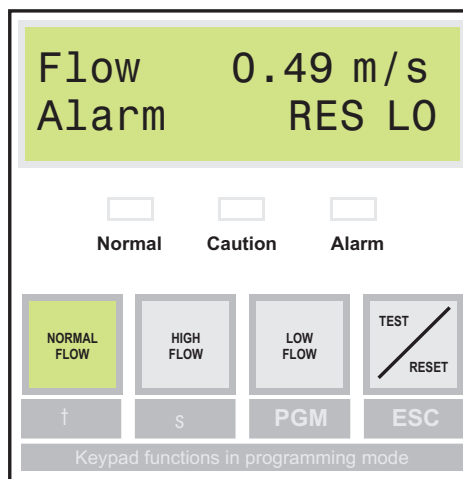 Flow 0.49 m/s
Alarm RES LO
Normal Caution Alarm
NORMAL FLOW HIGH FLOW LOW FLOW TEST / RESET
† s PGM ESC
Keypad functions in programming mode